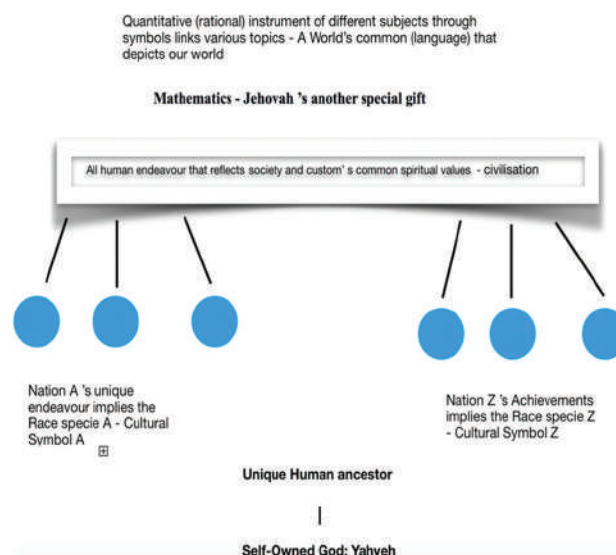 Quantitative (rational) instrument of different subjects through
symbols links various topics - A World's common (language) that
depicts our world
Mathematics - Jehovah 's another special gift
All human endeavour that reflects society and custom' s common spiritual values - civilisation
Nation A 's unique
endeavour implies the
Race specie A - Cultural
Symbol A
Nation Z 's Achievements
implies the Race specie Z
- Cultural Symbol Z
Unique Human ancestor
Self-Owned God: Yahveh